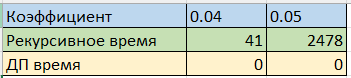 Коэффициент 0.04 0.05
Рекурсивное время 41 2478
ДП время 0 0